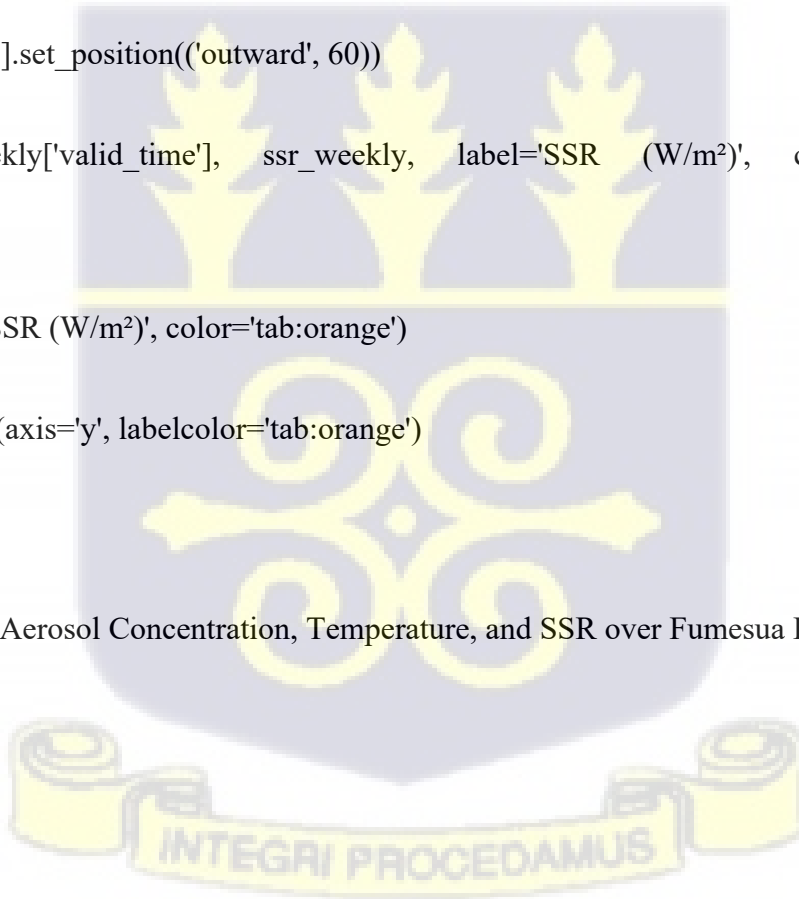 ].set_position(('outward', 60))
kly['valid_time'], ssr_weekly, label='SSR (W/m²)',
SR (W/m²)', color='tab:orange')
(axis='y', labelcolor='tab:orange')
Aerosol Concentration, Temperature, and SSR over Fumesua
INTEGRI PROCEDAMUS